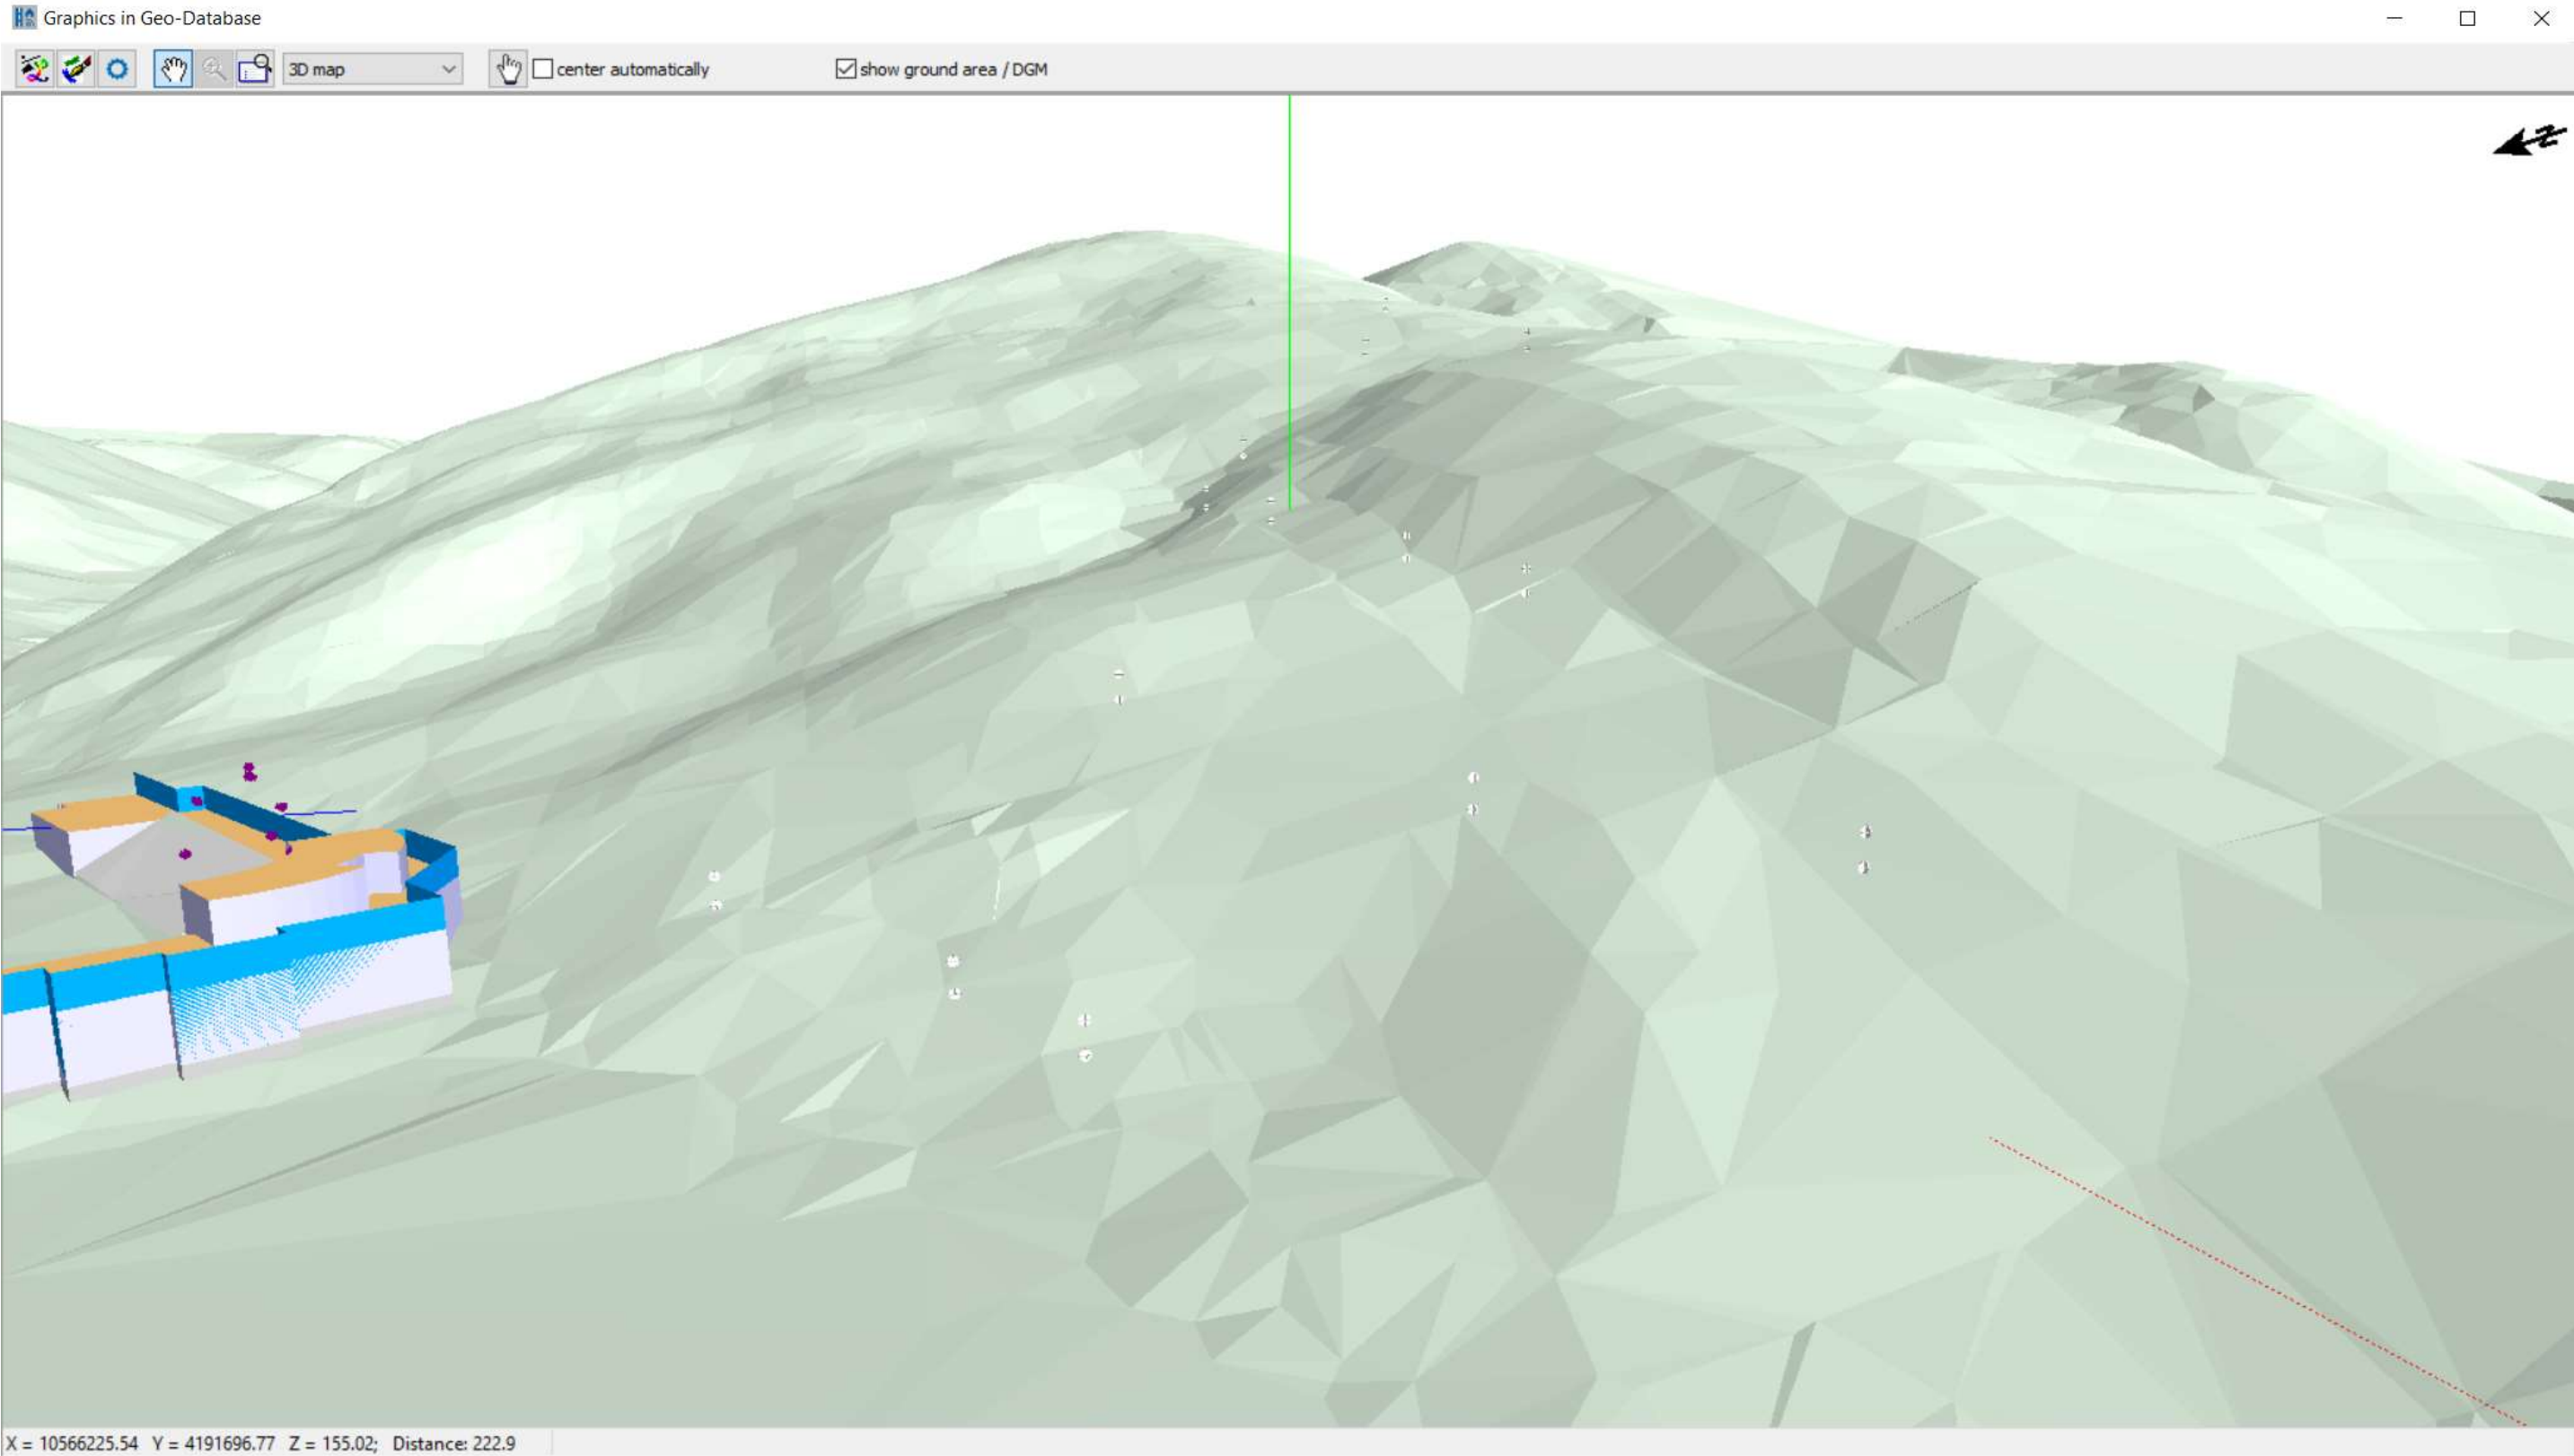 Graphics in Geo-Database
3D map
center automatically
show ground area / DGM
Z
X = 10566225.54 Y = 4191696.77 Z = 155.02; Distance: 222.9